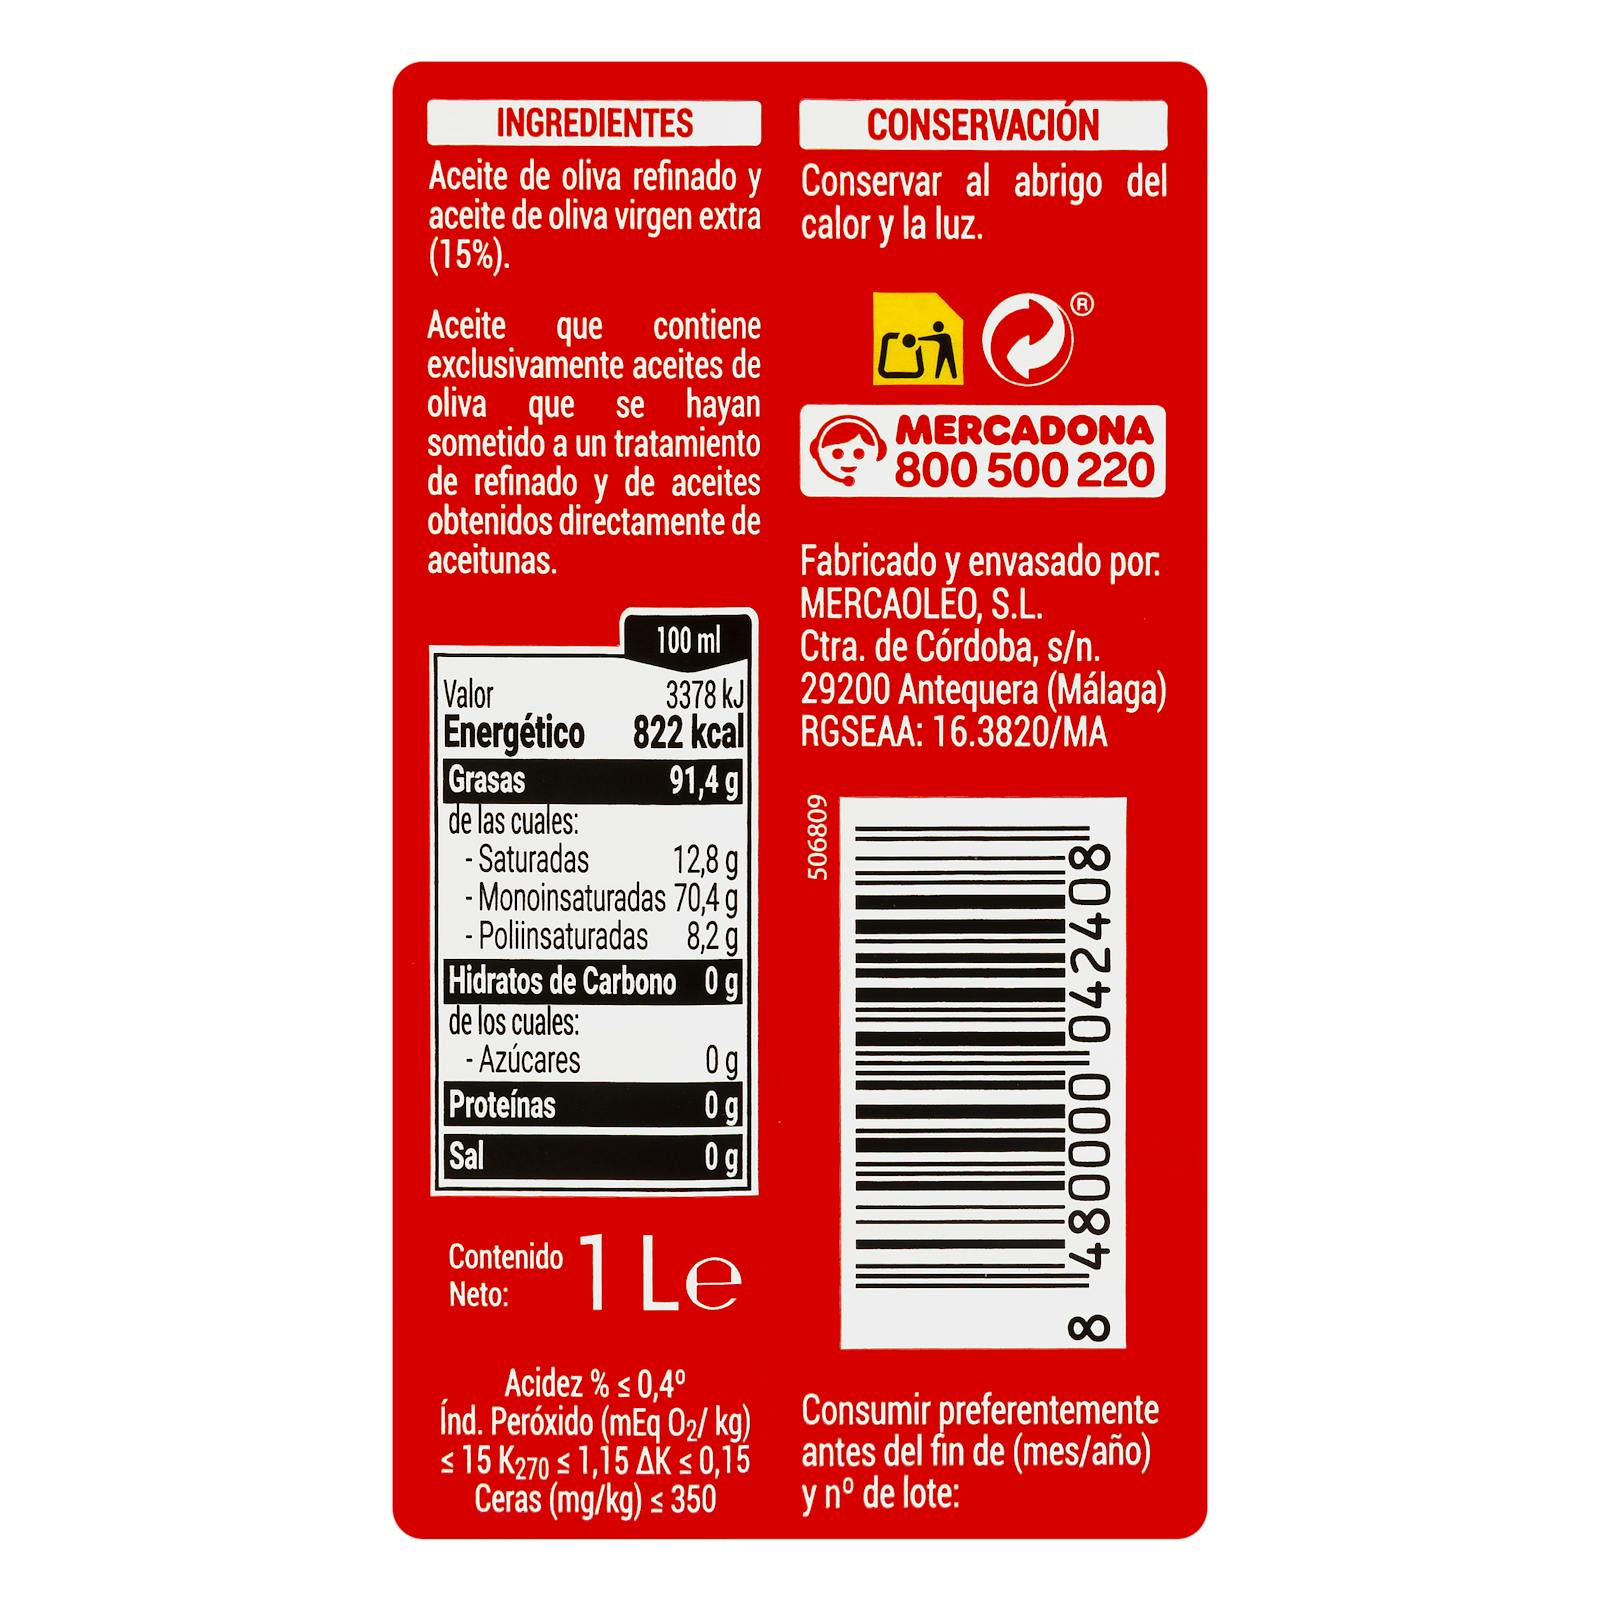 INGREDIENTES
Aceite de oliva refinado y
aceite de oliva virgen extra
(15%).
Aceite que contiene
exclusivamente aceites de
oliva que se hayan
sometido a un tratamiento
de refinado y de aceites
obtenidos directamente de
aceitunas.
100 ml
Valor 3378 kJ
Energético 822 kcal
Grasas 91,4 g
de las cuales:
- Saturadas 12,8 g
- Monoinsaturadas 70,4 g
- Poliinsaturadas 8,2 g
Hidratos de Carbono 0 g
de los cuales:
- Azúcares 0 g
Proteínas 0 g
Sal 0 g
Contenido
Neto: 1 L e
Acidez % ≤ 0,4º
Índ. Peróxido (mEq O₂/ kg)
≤ 15 K₂₇₀ ≤ 1,15 ΔK ≤ 0,15
Ceras (mg/kg) ≤ 350
CONSERVACIÓN
Conservar al abrigo del
calor y la luz.
®
MERCADONA
800 500 220
Fabricado y envasado por:
MERCAOLEO, S.L.
Ctra. de Córdoba, s/n.
29200 Antequera (Málaga)
RGSEAA: 16.3820/MA
506809
8 480000 042408
Consumir preferentemente
antes del fin de (mes/año)
y nº de lote: